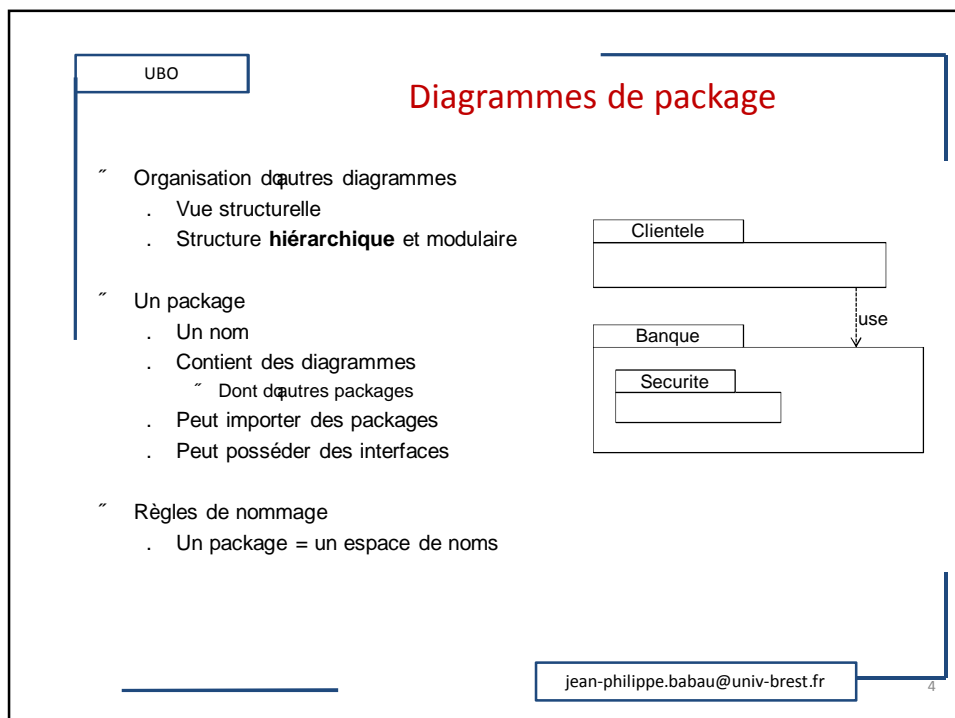 UBO
Diagrammes de package
˝ Organisation dqautres diagrammes
. Vue structurelle
. Structure hiérarchique et modulaire
˝ Un package
. Un nom
. Contient des diagrammes
˝ Dont dqautres packages
. Peut importer des packages
. Peut posséder des interfaces
˝ Règles de nommage
. Un package = un espace de noms
Clientele
use
Banque
Securite
jean-philippe.babau@univ-brest.fr
4